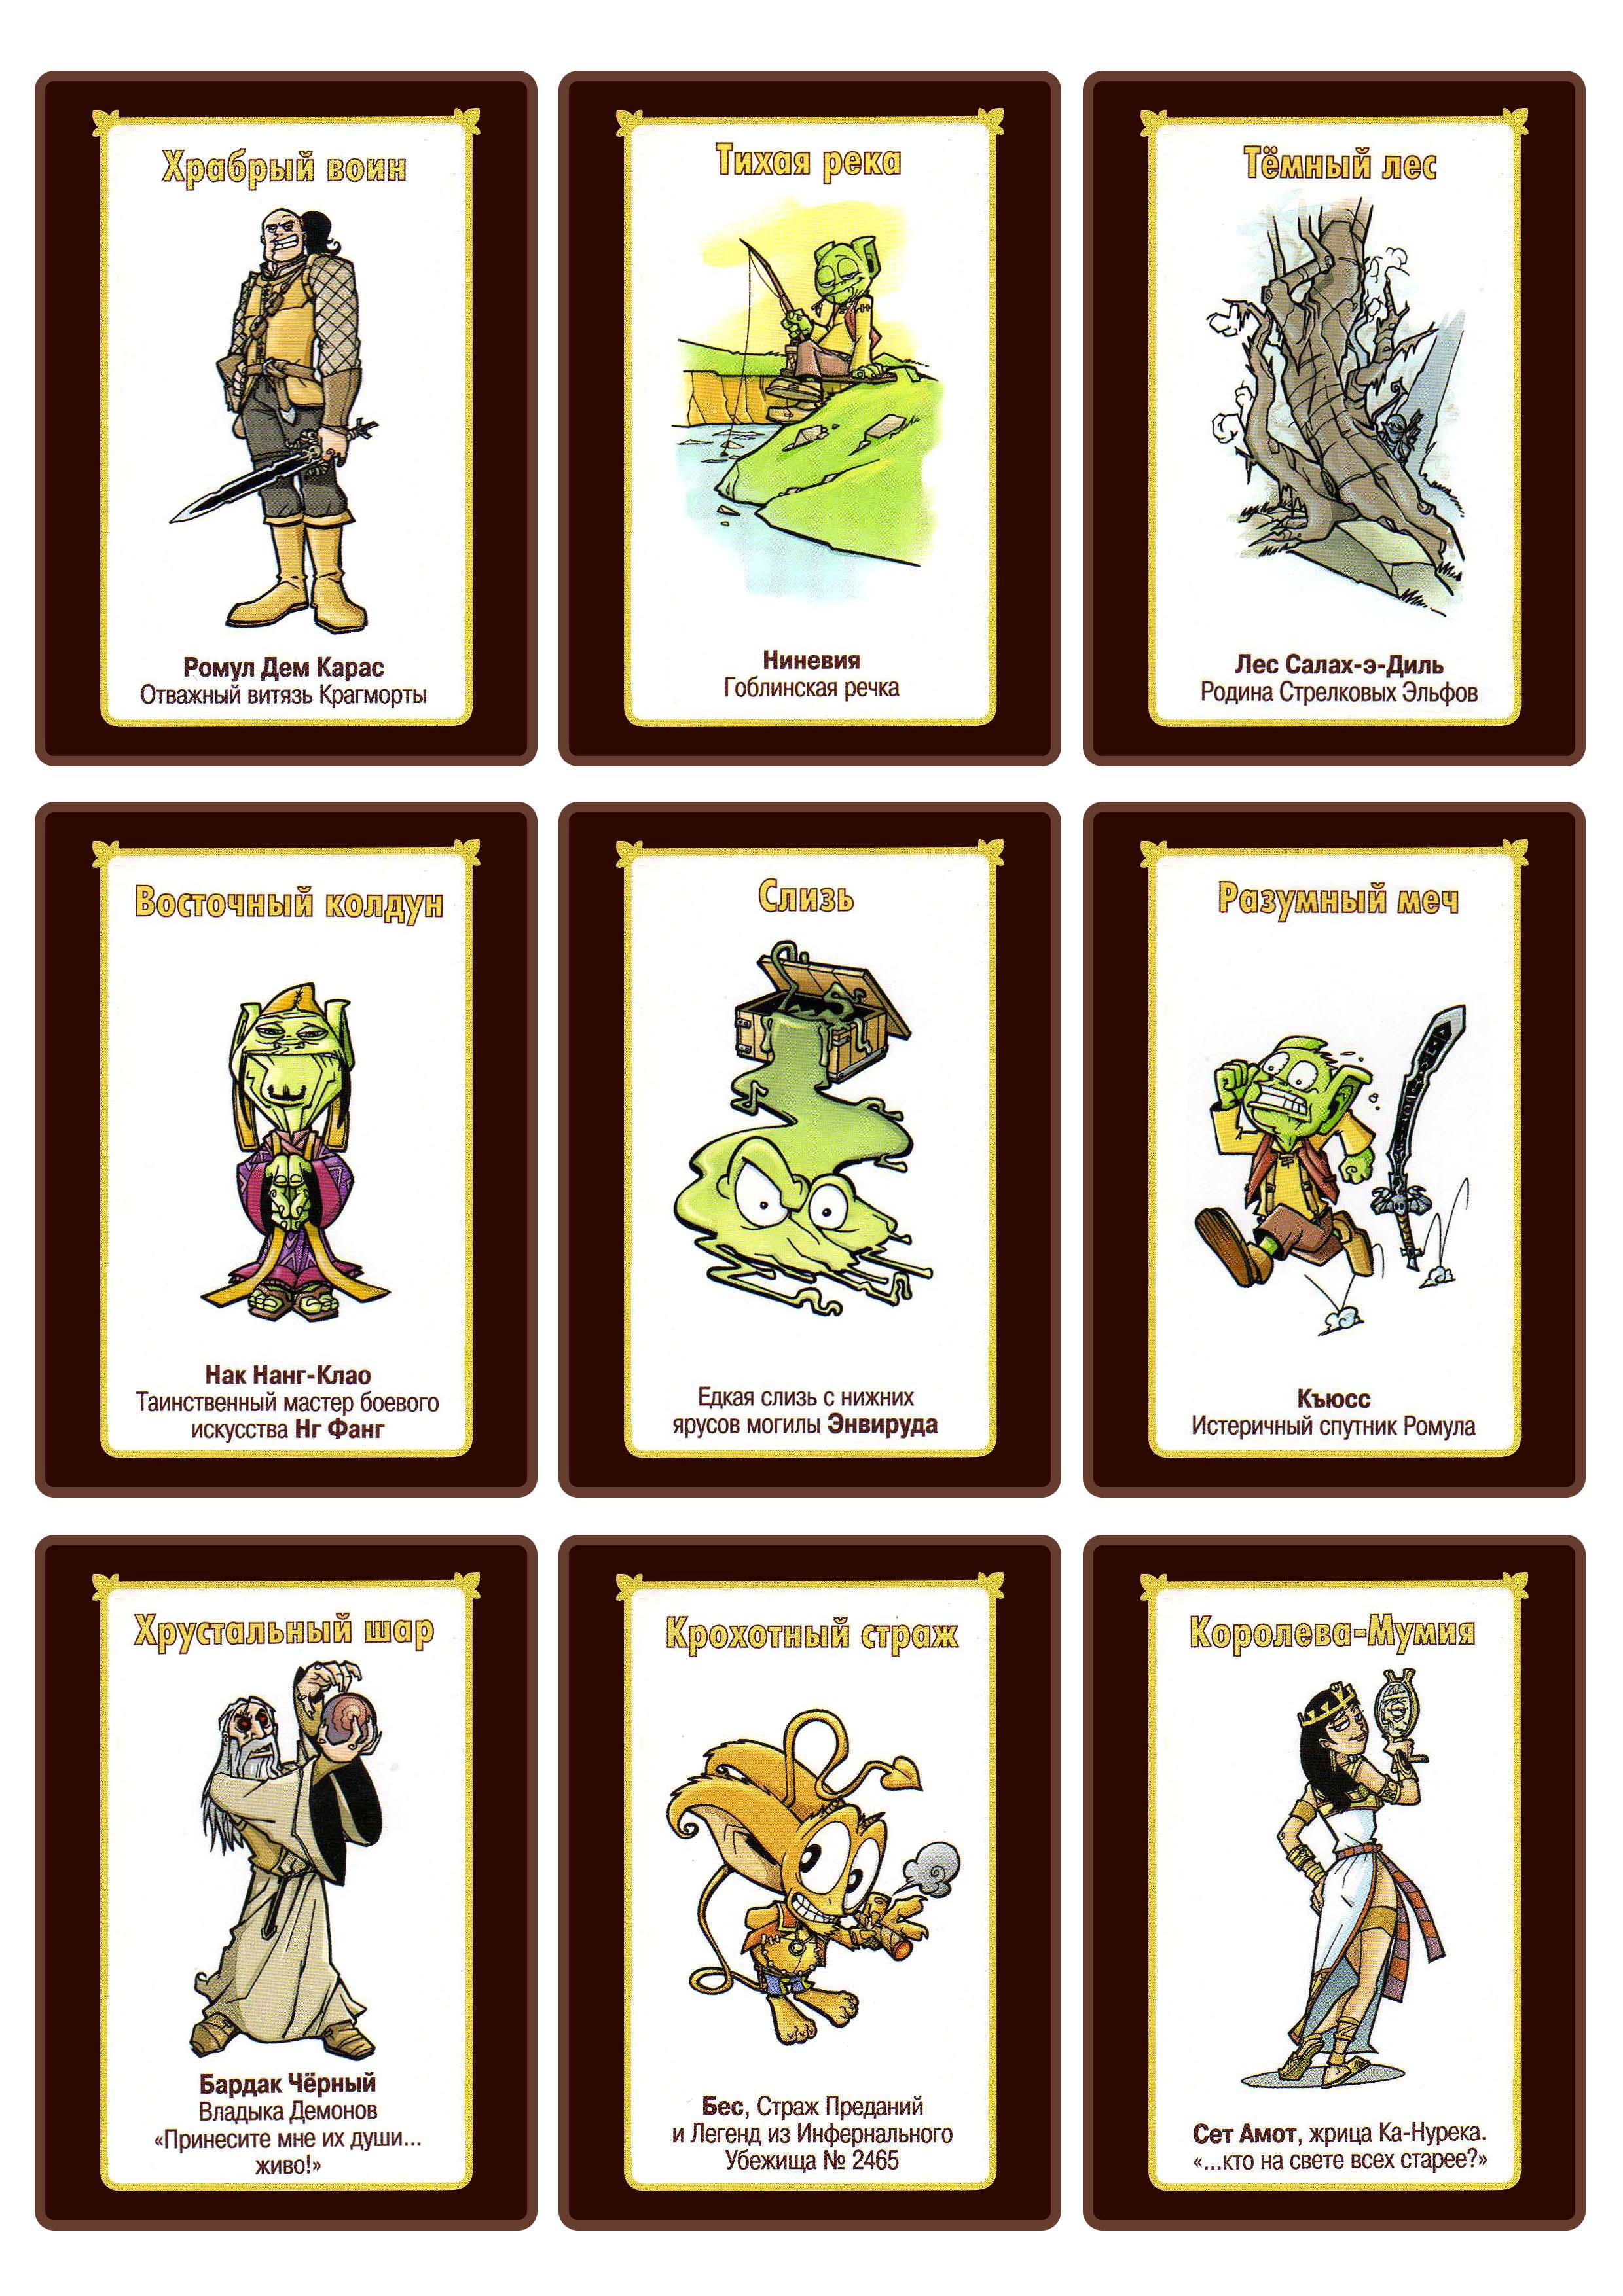 Храбрый воин
Ромул Дем Карас
Отважный витязь Крагморты
Тихая река
Ниневия
Гоблинская речка
Тёмный лес
Лес Салах-э-Диль
Родина Стрелковых Эльфов
Восточный колдун
Нак Нанг-Клао
Таинственный мастер боевого
искусства Нг Фанг
Слизь
Едкая слизь с нижних
ярусов могилы Энвируда
Разумный меч
Къюсс
Истеричный спутник Ромула
Хрустальный шар
Бардак Чёрный
Владыка Демонов
«Принесите мне их души...
живо!»
Крохотный страж
Бес, Страж Преданий
и Легенд из Инфернального
Убежища № 2465
Королева-Мумия
Сет Амот, жрица Ка-Нурека.
«...кто на свете всех старее?»